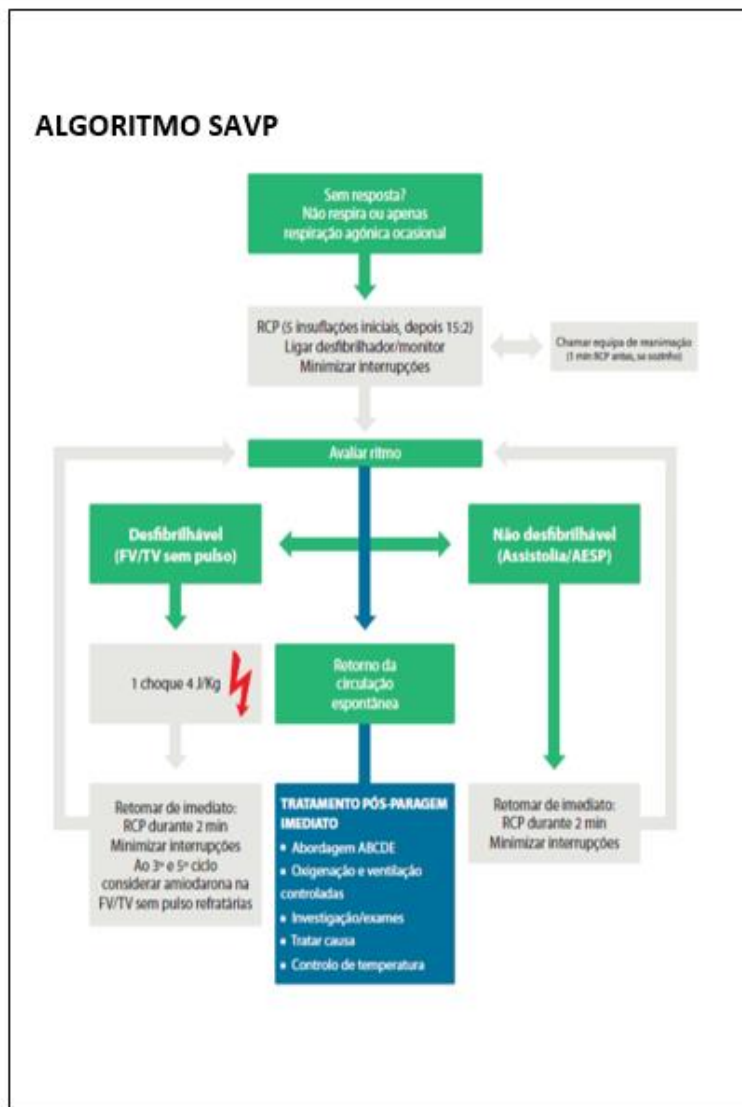 ALGORITMO SAVP
Sem resposta?
Não respira ou apenas
respiração agónica ocasional
RCP (5 insuflações iniciais, depois 15:2)
Ligar desfibrilhador/monitor
Minimizar interrupções
Chamar equipa de reanimação
(1 min RCP antes, se sozinho)
Avaliar ritmo
Desfibrilhável
(FV/TV sem pulso)
Não desfibrilhável
(Assistolia/AESP)
1 choque 4 J/Kg
Retorno da
circulação
espontânea
Retomar de imediato:
RCP durante 2 min
Minimizar interrupções
Ao 3º e 5º ciclo
considerar amiodarona na
FV/TV sem pulso refratárias
TRATAMENTO PÓS-PARAGEM
IMEDIATO
• Abordagem ABCDE
• Oxigenação e ventilação
controladas
• Investigação/exames
• Tratar causa
• Controlo de temperatura
Retomar de imediato:
RCP durante 2 min
Minimizar interrupções